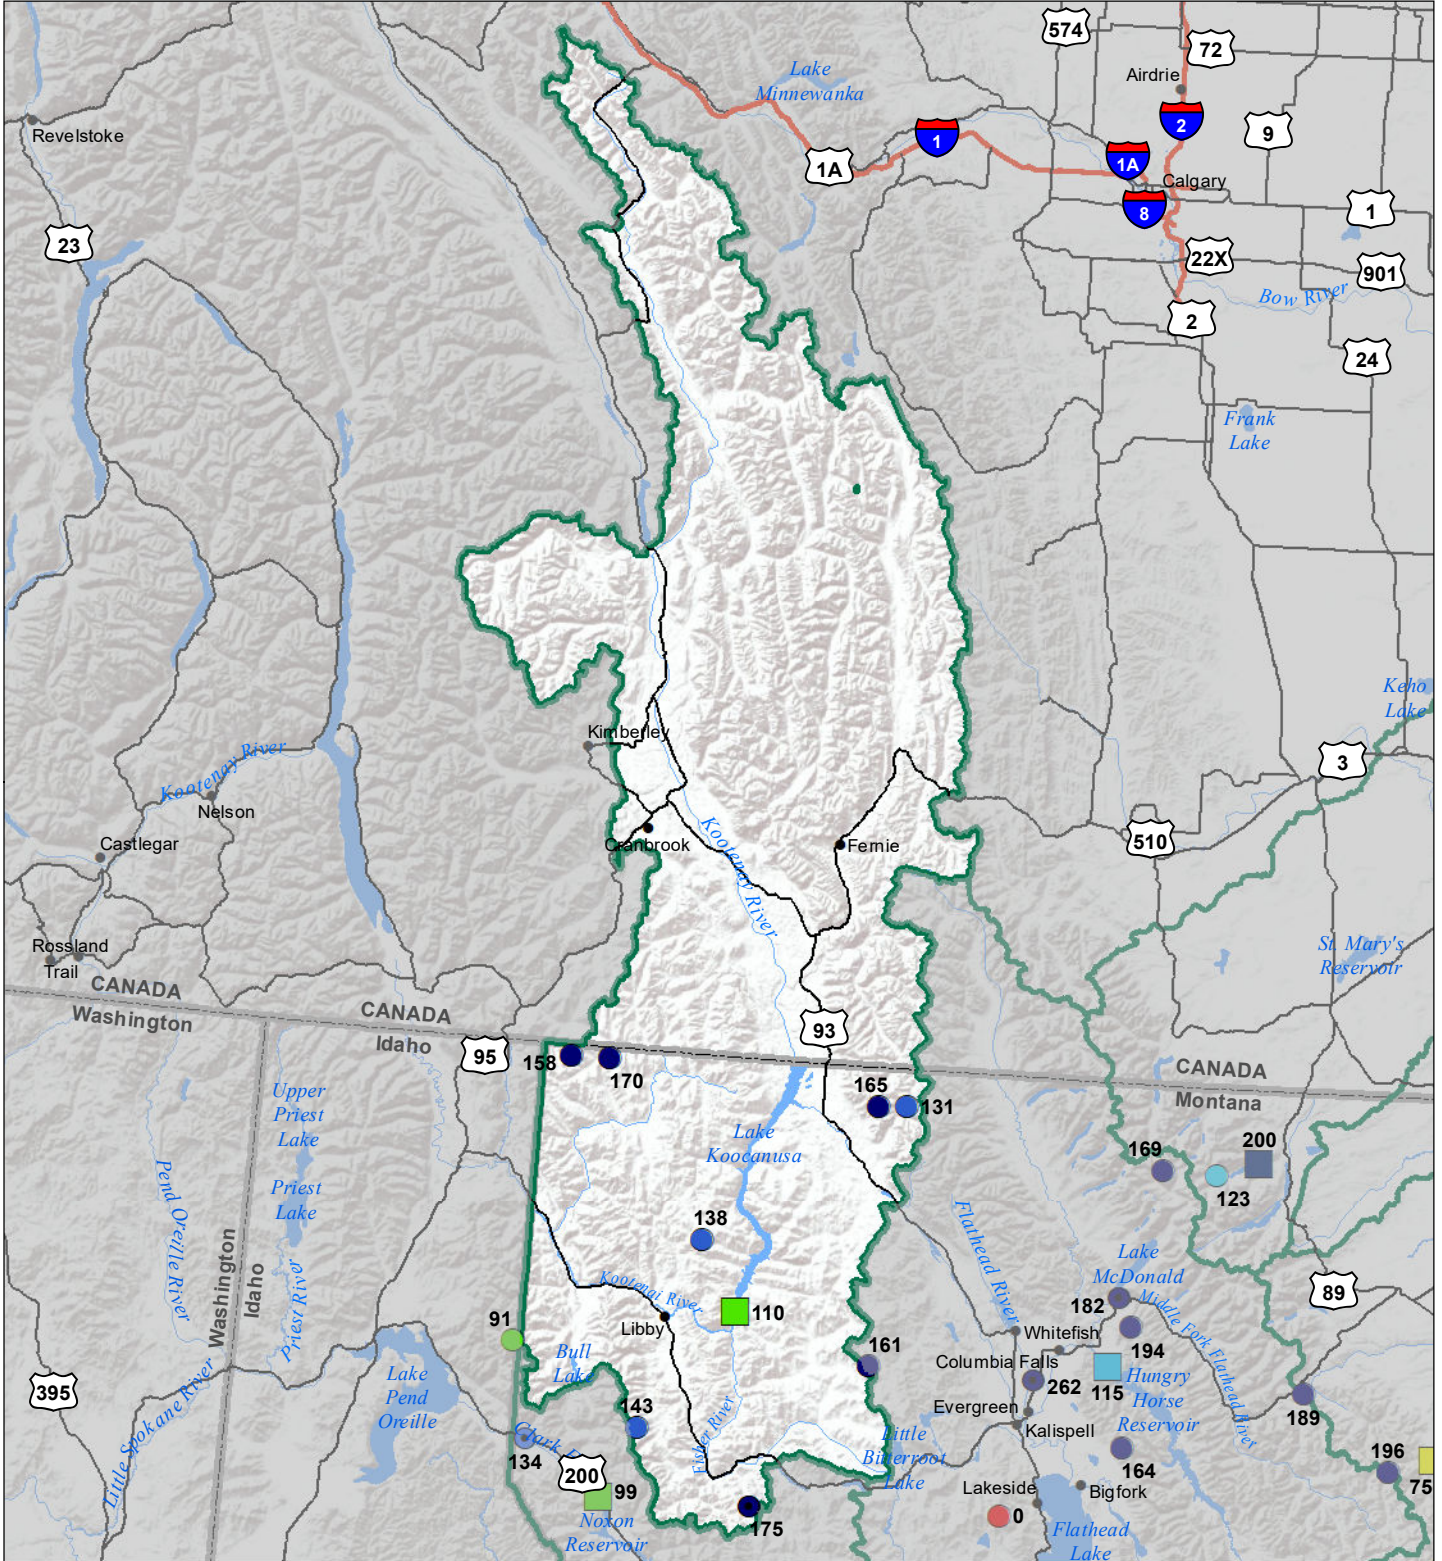 574
72
Airdrie
Lake
Minnewanka
2
9
Revelstoke
1
1A
1A
Calgary
8
1
23
22X
901
Bow River
2
24
Frank
Lake
Keho
Lake
Kimberley
3
Kootenay River
Nelson
Castlegar
Cranbrook
Kootenay River
Fernie
510
Rossland
Trail
St. Mary's
Reservoir
CANADA
Washington
CANADA
Idaho
95
93
158
170
CANADA
Montana
165
131
Upper
Priest
Lake
Lake
Koocanusa
169
200
123
Pend Oreille River
Priest
Lake
138
Flathead River
Washington
Idaho
Priest River
Lake
McDonald
89
Kootenai River
110
182
Middle Fork Flathead River
91
Libby
Whitefish
194
Bull
Lake
161
Columbia Falls
115
Hungry
Horse
Reservoir
262
395
Little Spokane River
Lake
Pend
Oreille
189
143
Evergreen
Kalispell
Fisher River
Little
Bitterroot
Lake
134
200
164
196
75
99
Lakeside
Bigfork
0
Noxon
Reservoir
175
Flathead
Lake